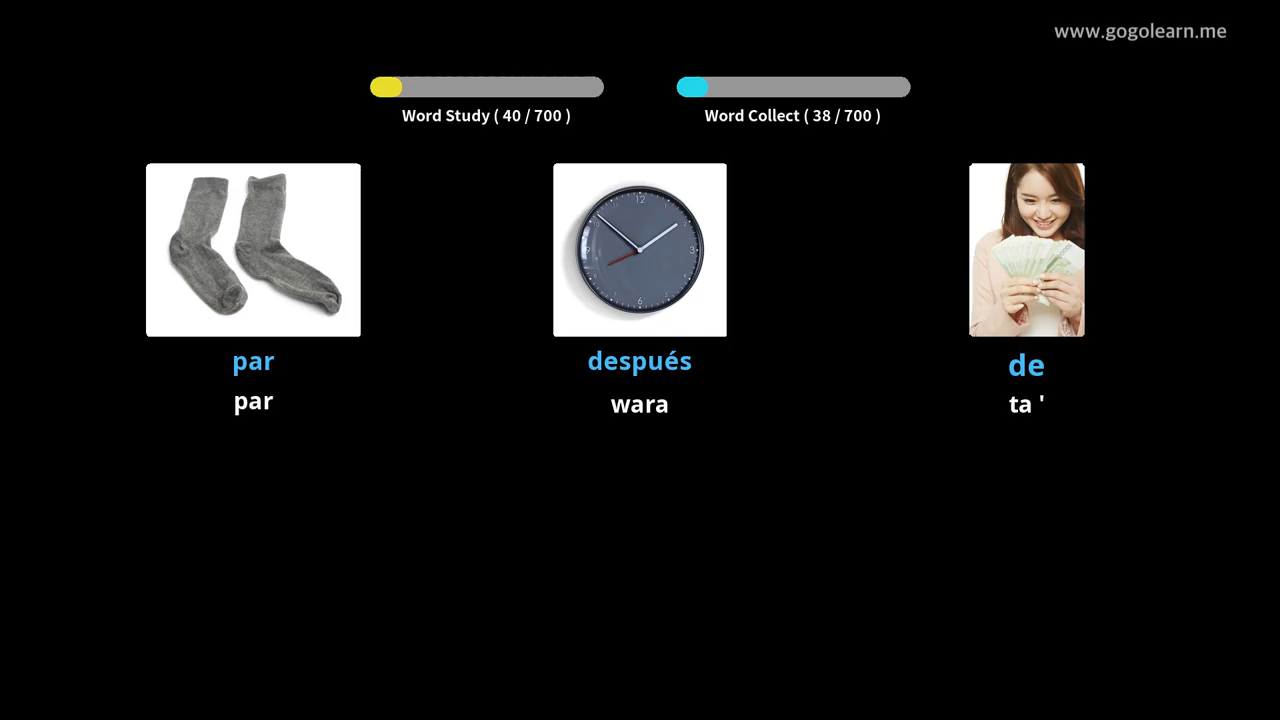 www.gogolearn.me
Word Study ( 40 / 700 )
Word Collect ( 38 / 700 )
par
después
de
par
wara
ta '